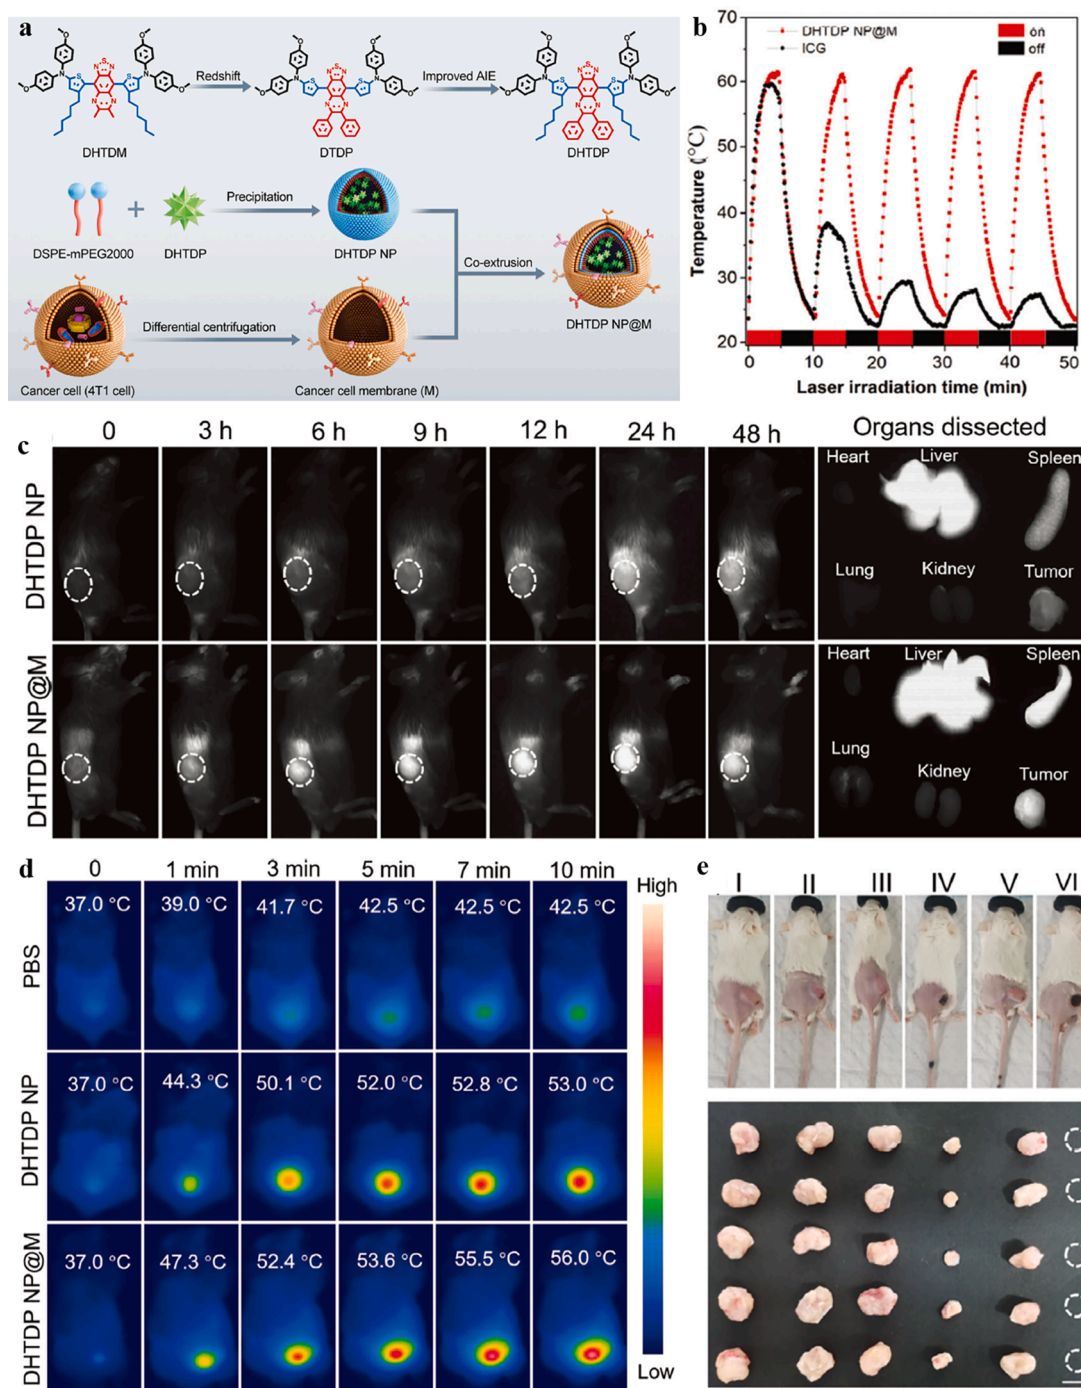 a
DHTDM
Redshift
DTDP
Improved AIE
DHTDP
DSPE-mPEG2000
+
DHTDP
Precipitation
DHTDP NP
Co-extrusion
DHTDP NP@M
Cancer cell (4T1 cell)
Differential centrifugation
Cancer cell membrane (M)
b
DHTDP NP@M
ICG
on
off
Temperature (°C)
70
60
50
40
30
20
0 10 20 30 40 50
Laser irradiation time (min)
c
0 3 h 6 h 9 h 12 h 24 h 48 h Organs dissected
DHTDP NP
Heart Liver Spleen
Lung Kidney Tumor
DHTDP NP@M
Heart Liver Spleen
Lung Kidney Tumor
d
0 1 min 3 min 5 min 7 min 10 min
PBS
37.0 °C 39.0 °C 41.7 °C 42.5 °C 42.5 °C 42.5 °C
DHTDP NP
37.0 °C 44.3 °C 50.1 °C 52.0 °C 52.8 °C 53.0 °C
DHTDP NP@M
37.0 °C 47.3 °C 52.4 °C 53.6 °C 55.5 °C 56.0 °C
High
Low
e
I II III IV V VI